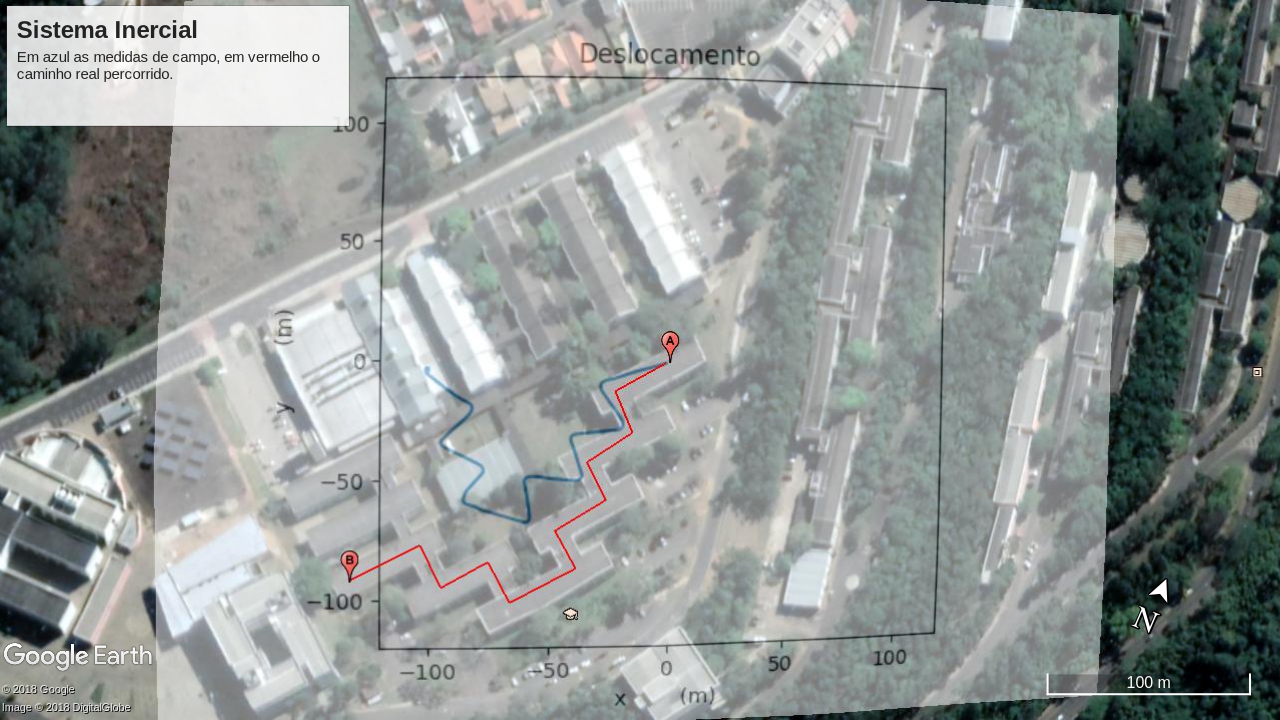 Sistema Inercial
Em azul as medidas de campo, em vermelho o
caminho real percorrido.
Deslocamento
100
50
0
−50
−100
y (m)
A
B
−100 −50 0 50 100
x (m)
N
100 m
Google Earth
© 2018 Google
Image © 2018 DigitalGlobe